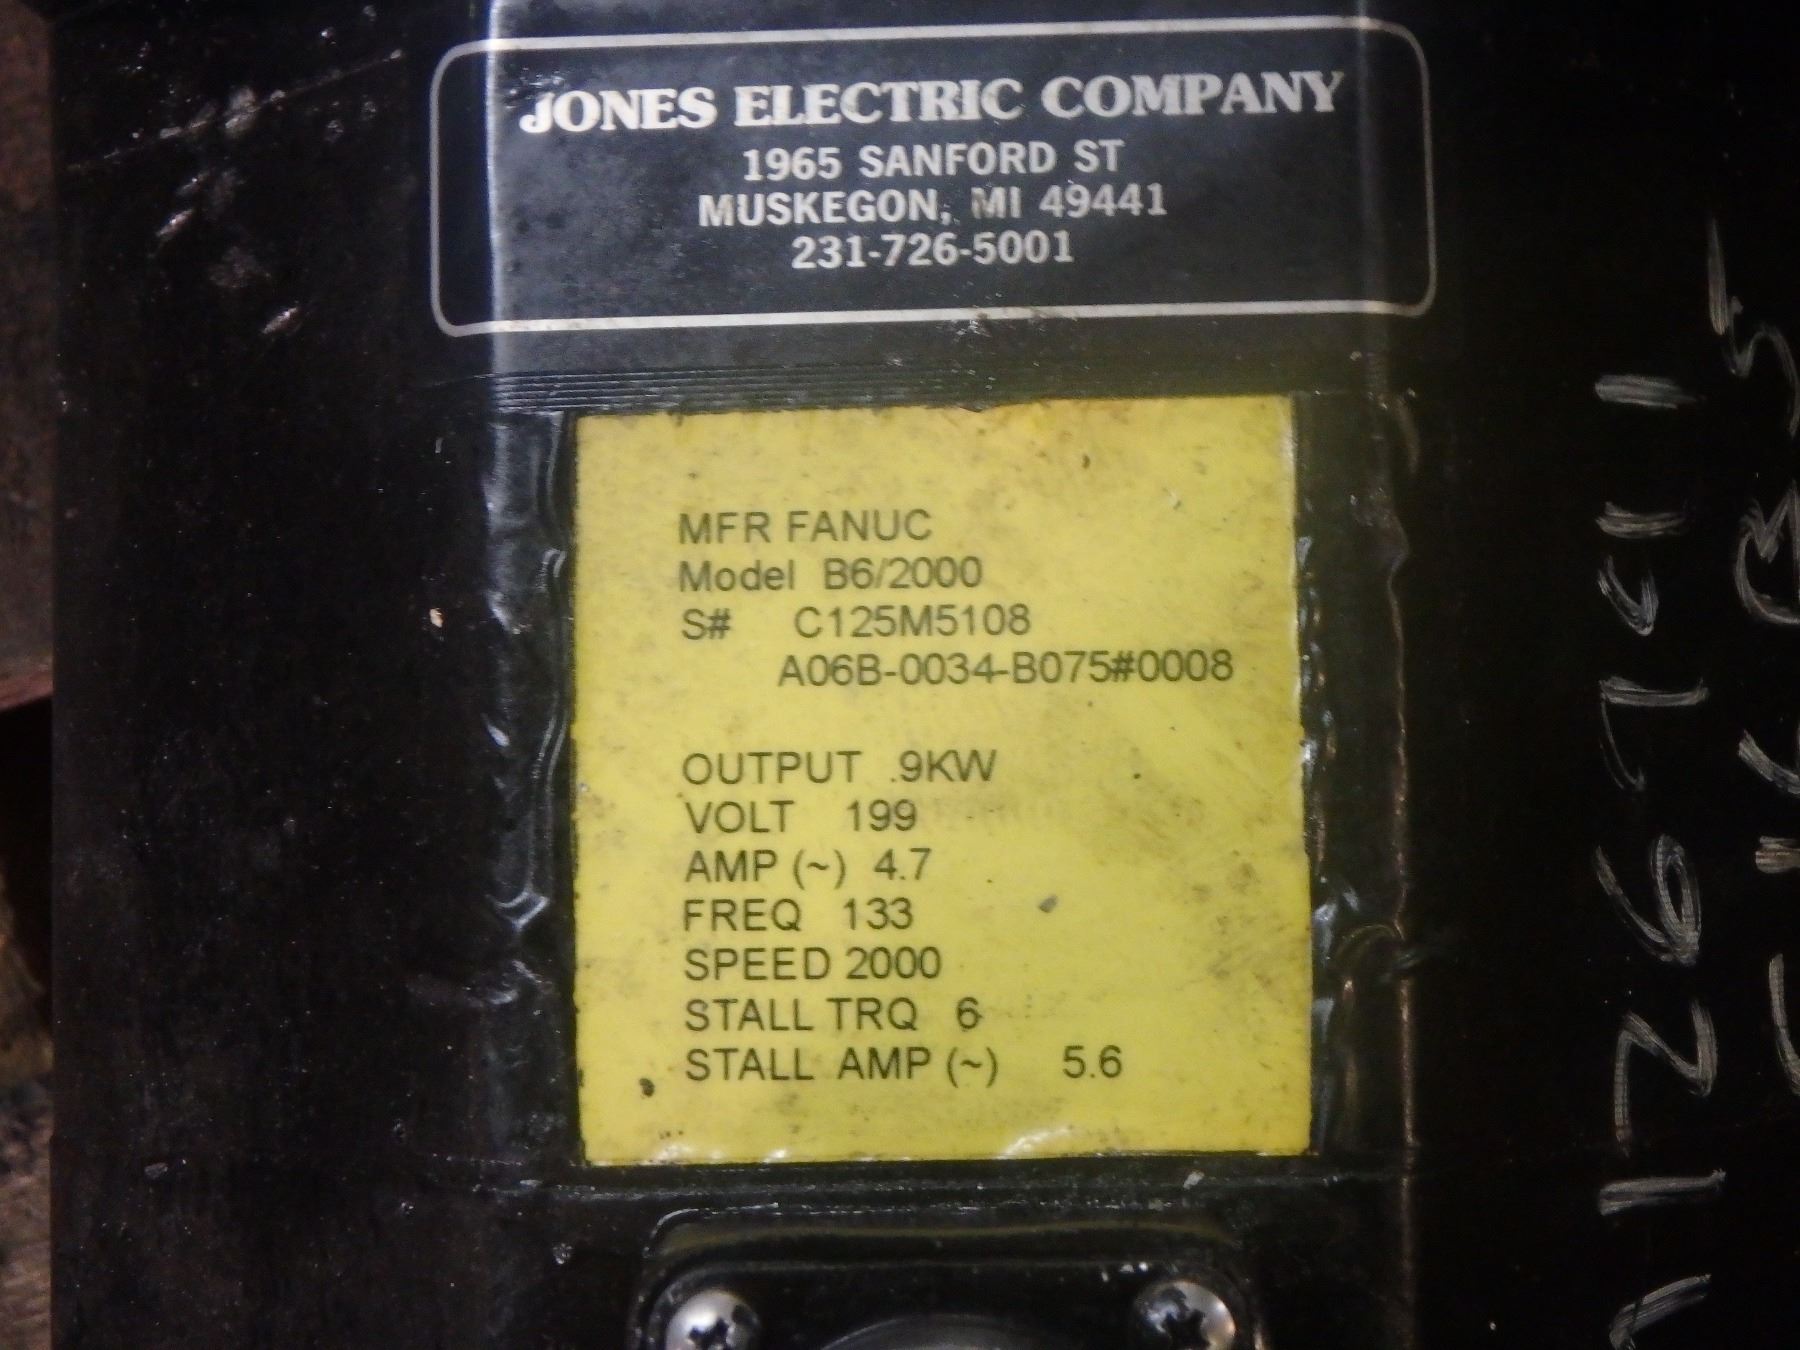 JONES ELECTRIC COMPANY
1965 SANFORD ST
MUSKEGON, MI 49441
231-726-5001
MFR FANUC
Model B6/2000
S# C125M5108
A06B-0034-B075#0008
OUTPUT .9KW
VOLT 199
AMP (~) 4.7
FREQ 133
SPEED 2000
STALL TRQ 6
STALL AMP (~) 5.6